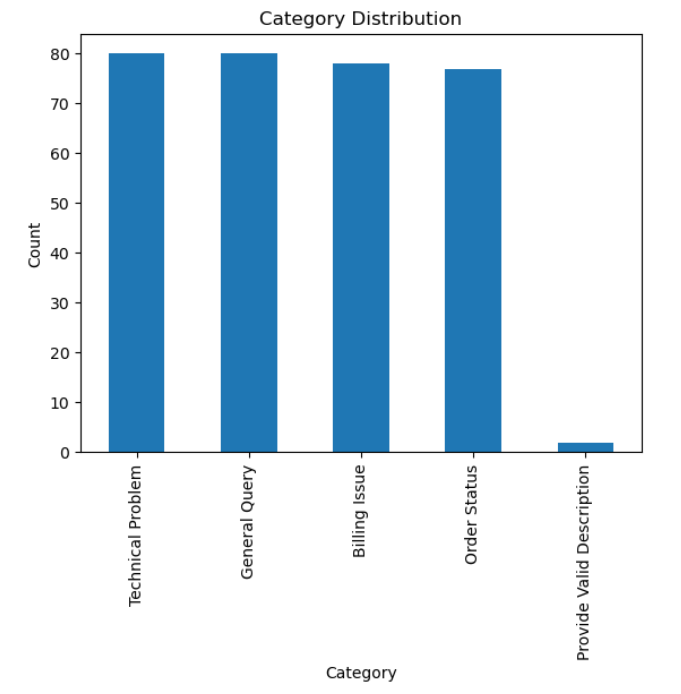 Category Distribution
80
70
60
50
40
30
20
10
0
Count
Technical Problem
General Query
Billing Issue
Order Status
Provide Valid Description
Category